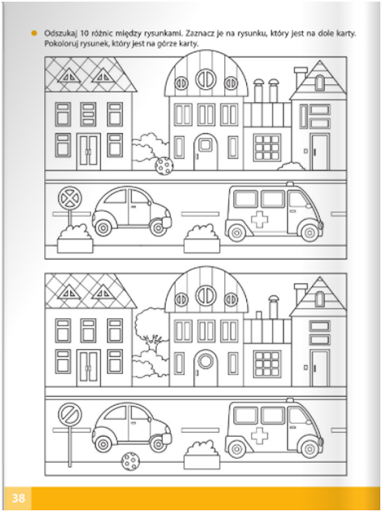 Odszukaj 10 różnic między rysunkami. Zaznacz je na rysunku, który jest na dole karty.
Pokoloruj rysunek, który jest na górze karty.
38